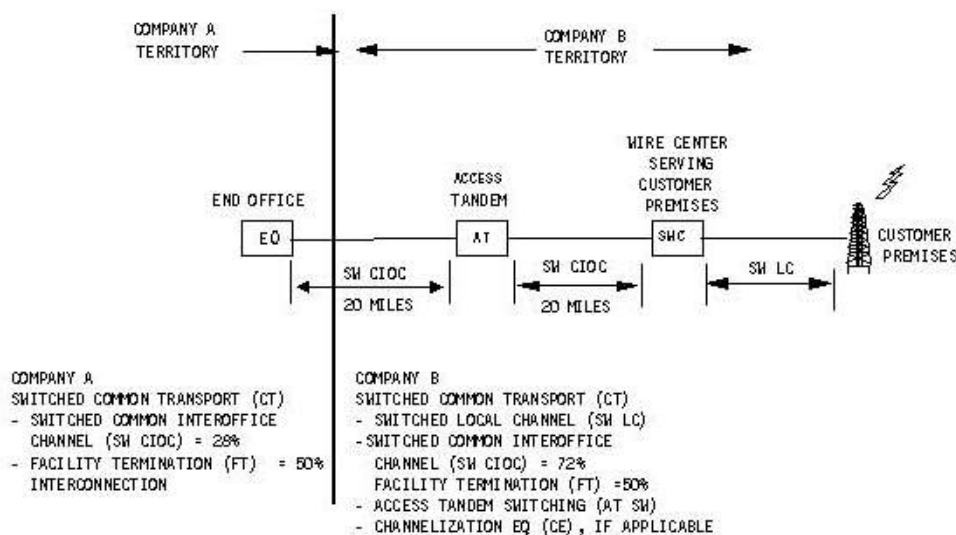 COMPANY A
TERRITORY
COMPANY B
TERRITORY
WIRE CENTER
SERVING
CUSTOMER
PREMISES
ACCESS
TANDEM
END OFFICE
EO
AT
SWC
CUSTOMER
PREMISES
SW CIOC
20 MILES
SW CIOC
20 MILES
SW LC
COMPANY A
SWITCHED COMMON TRANSPORT (CT)
- SWITCHED COMMON INTEROFFICE
CHANNEL (SW CIOC) = 28%
- FACILITY TERMINATION (FT) = 50%
INTERCONNECTION
COMPANY B
SWITCHED COMMON TRANSPORT (CT)
- SWITCHED LOCAL CHANNEL (SW LC)
-SWITCHED COMMON INTEROFFICE
CHANNEL (SW CIOC) = 72%
FACILITY TERMINATION (FT) =50%
- ACCESS TANDEM SWITCHING (AT SW)
- CHANNELIZATION EQ (CE), IF APPLICABLE